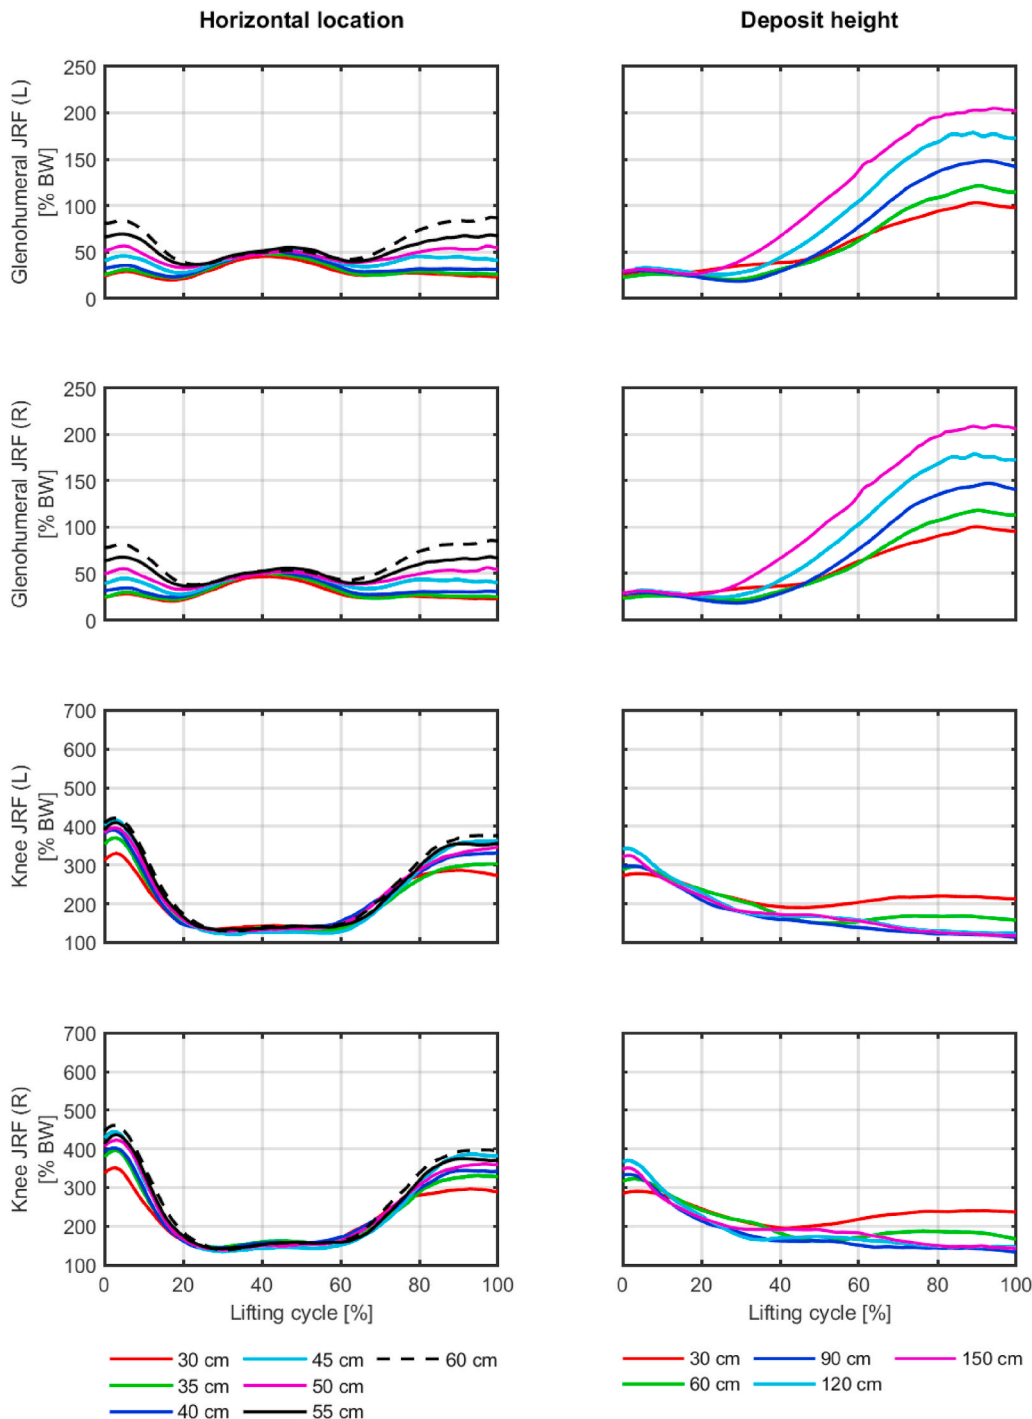 Horizontal location
Deposit height
Glenohumeral JRF (L)
[% BW]
250
200
150
100
50
0
Glenohumeral JRF (R)
[% BW]
250
200
150
100
50
0
Knee JRF (L)
[% BW]
700
600
500
400
300
200
100
Knee JRF (R)
[% BW]
700
600
500
400
300
200
100
0 20 40 60 80 100
0 20 40 60 80 100
Lifting cycle [%]
Lifting cycle [%]
30 cm 45 cm 60 cm
35 cm 50 cm
40 cm 55 cm
30 cm 90 cm 150 cm
60 cm 120 cm